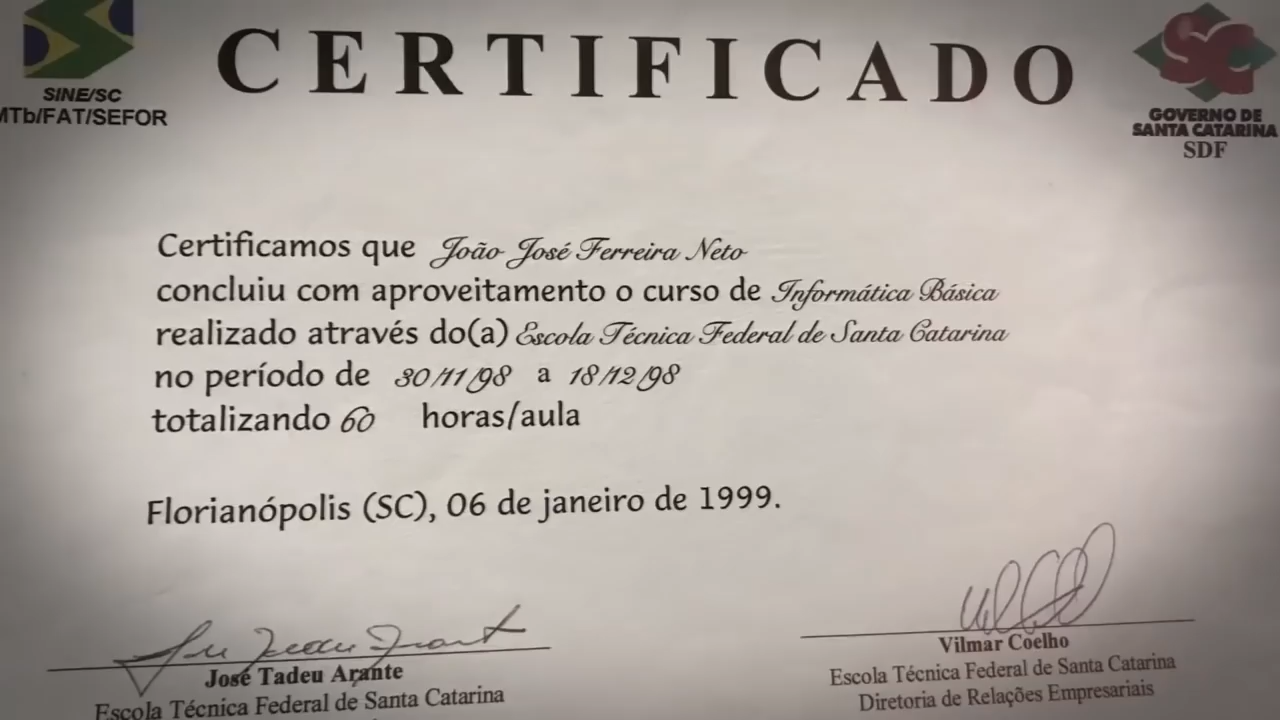 CERTIFICADO
SINE/SC
MTb/FAT/SEFOR
SC
GOVERNO DE
SANTA CATARINA
SDF
Certificamos que João José Ferreira Neto
concluiu com aproveitamento o curso de Informática Básica
realizado através do(a) Escola Técnica Federal de Santa Catarina
no período de 30/11/98 a 18/12/98
totalizando 60 horas/aula
Florianópolis (SC), 06 de janeiro de 1999.
José Tadeu Arante
Escola Técnica Federal de Santa Catarina
Vilmar Coelho
Escola Técnica Federal de Santa Catarina
Diretoria de Relações Empresariais